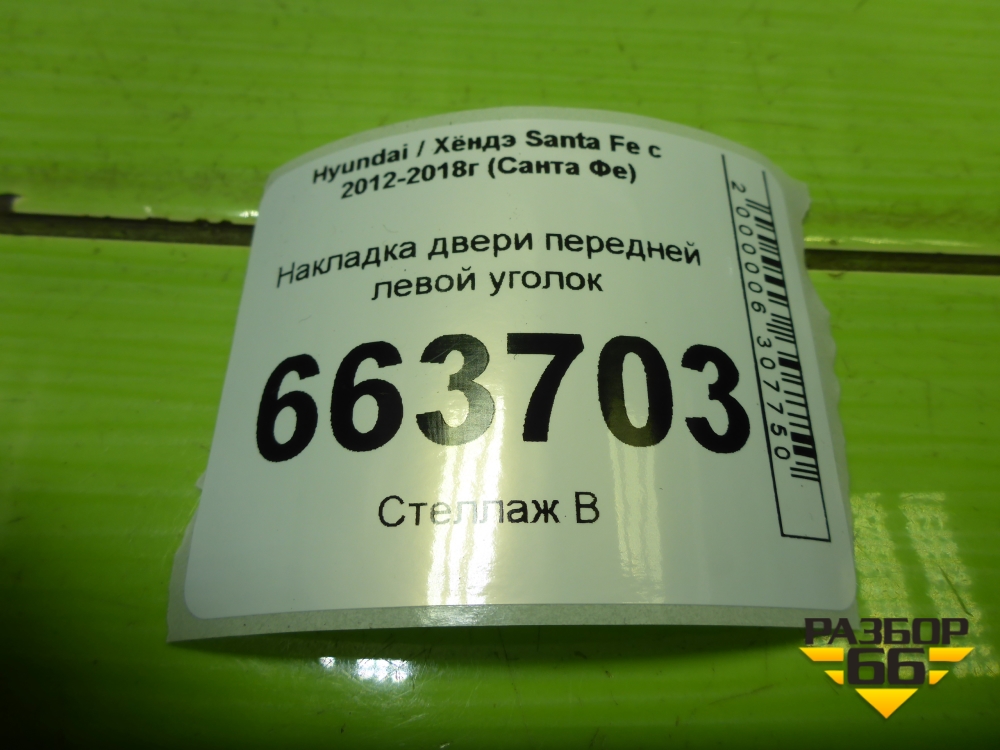 Hyundai / Хёндэ Santa Fe с
2012-2018г (Санта Фе)
Накладка двери передней
левой уголок
663703
Стеллаж В
2000006307750
РАЗБОР
66